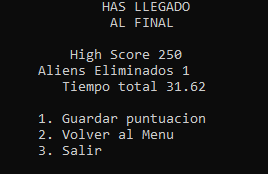 HAS LLEGADO
AL FINAL
High Score 250
Aliens Eliminados 1
Tiempo total 31.62
1. Guardar puntuacion
2. Volver al Menu
3. Salir